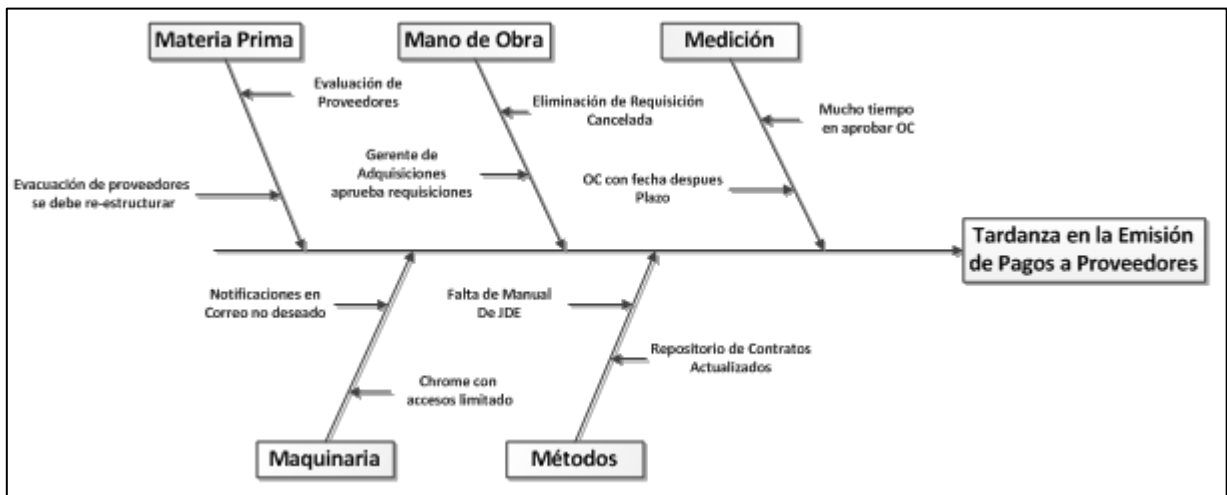 Materia Prima
Mano de Obra
Medición
Evaluación de
Proveedores
Eliminación de Requisición
Cancelada
Mucho tiempo
en aprobar OC
Gerente de
Adquisiciones
aprueba requisiciones
Evacuación de proveedores
se debe re-estructurar
OC con fecha despues
Plazo
Tardanza en la Emisión
de Pagos a Proveedores
Notificaciones en
Correo no deseado
Falta de Manual
De JDE
Repositorio de Contratos
Actualizados
Chrome con
accesos limitado
Maquinaria
Métodos